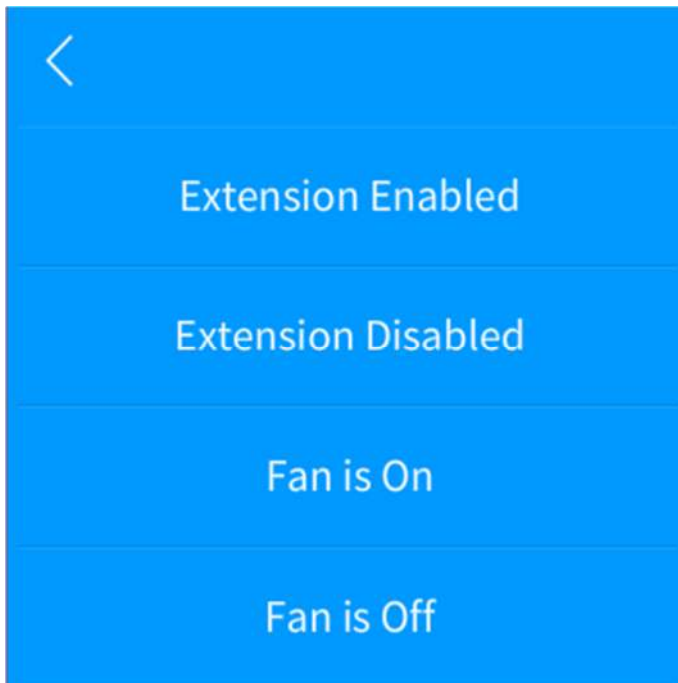 Extension Enabled
Extension Disabled
Fan is On
Fan is Off